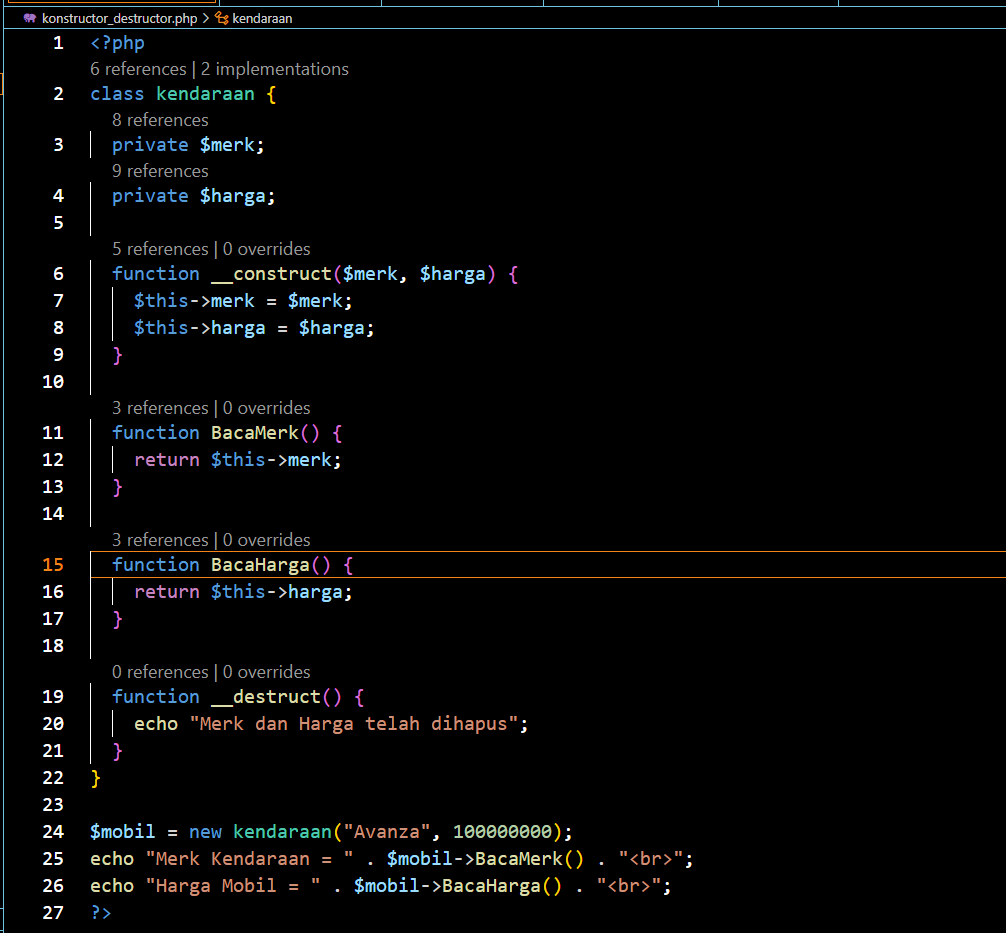 konstructor_destructor.php > kendaraan
1 <?php
6 references | 2 implementations
2 class kendaraan {
8 references
3 private $merk;
9 references
4 private $harga;
5
5 references | 0 overrides
6 function __construct($merk, $harga) {
7 $this->merk = $merk;
8 $this->harga = $harga;
9 }
10
3 references | 0 overrides
11 function BacaMerk() {
12 return $this->merk;
13 }
14
3 references | 0 overrides
15 function BacaHarga() {
16 return $this->harga;
17 }
18
0 references | 0 overrides
19 function __destruct() {
20 echo "Merk dan Harga telah dihapus";
21 }
22 }
23
24 $mobil = new kendaraan("Avanza", 100000000);
25 echo "Merk Kendaraan = " . $mobil->BacaMerk() . "<br>";
26 echo "Harga Mobil = " . $mobil->BacaHarga() . "<br>";
27 ?>